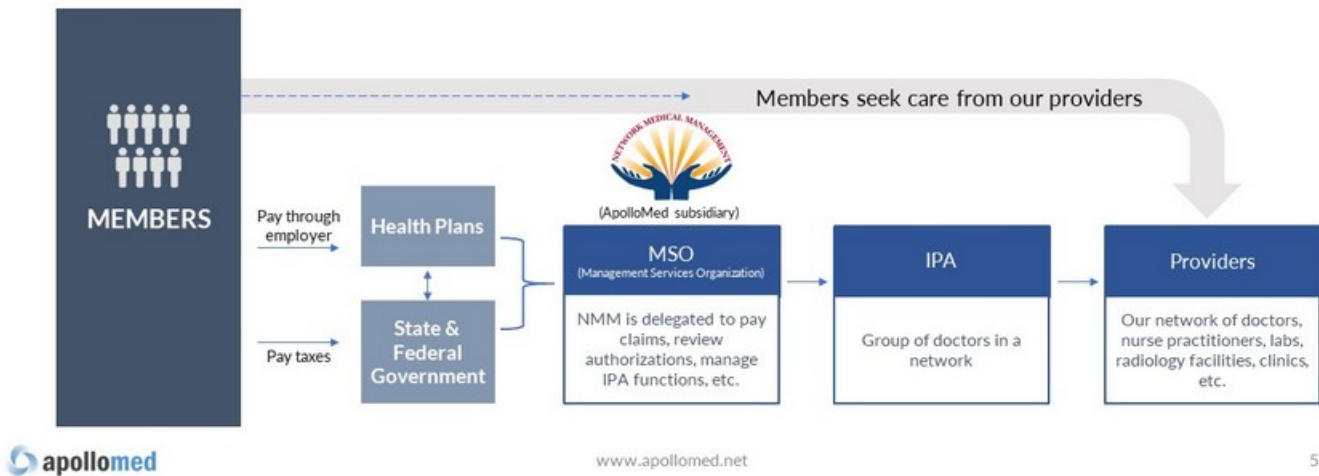 Members seek care from our providers
NETWORK MEDICAL MANAGEMENT
(ApolloMed subsidiary)
MEMBERS
Pay through
employer
Health Plans
Pay taxes
State &
Federal
Government
MSO
(Management Services Organization)
NMM is delegated to pay
claims, review
authorizations, manage
IPA functions, etc.
IPA
Group of doctors in a
network
Providers
Our network of doctors,
nurse practitioners, labs,
radiology facilities, clinics,
etc.
apollomed
www.apollomed.net
5